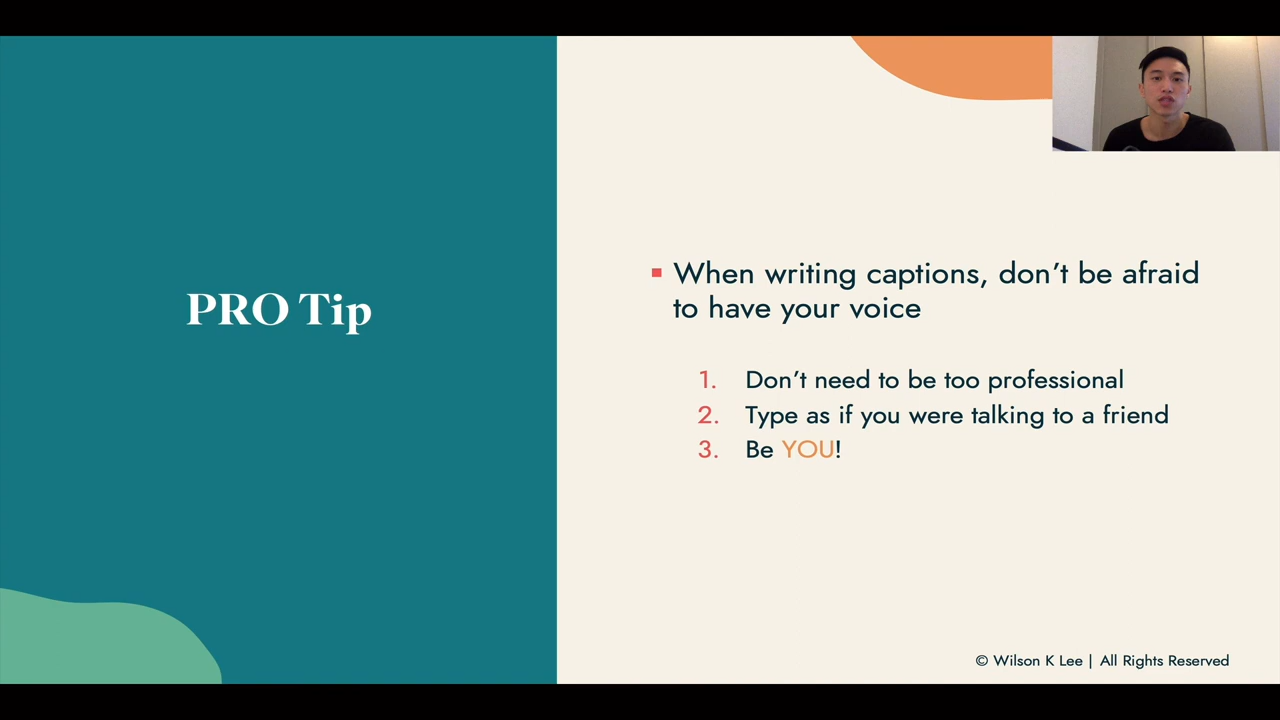 PRO Tip
When writing captions, don’t be afraid
to have your voice
1. Don’t need to be too professional
2. Type as if you were talking to a friend
3. Be YOU!
© Wilson K Lee | All Rights Reserved